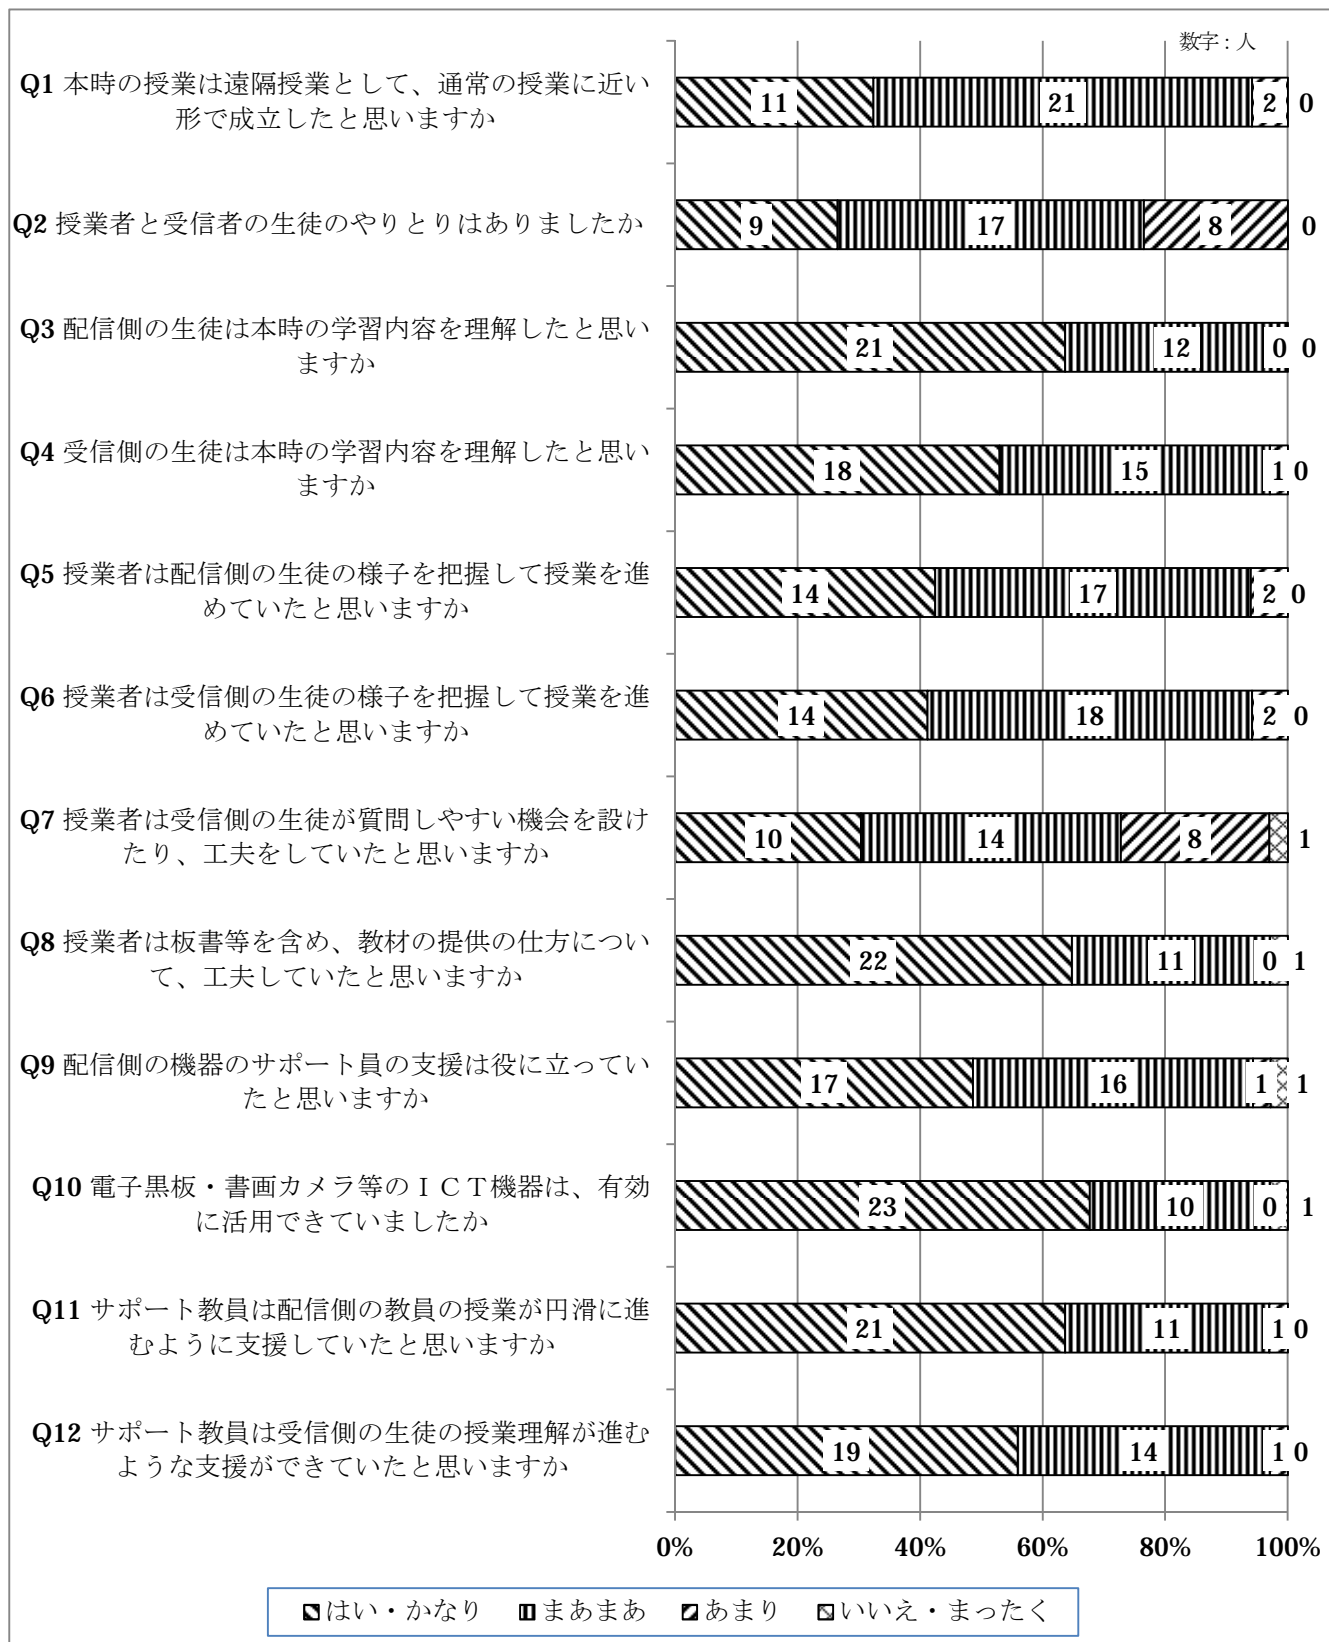 数字：人
Q1 本時の授業は遠隔授業として、通常の授業に近い
形で成立したと思いますか
11 21 2 0
Q2 授業者と受信者の生徒のやりとりはありましたか
9 17 8 0
Q3 配信側の生徒は本時の学習内容を理解したと思い
ますか
21 12 0 0
Q4 受信側の生徒は本時の学習内容を理解したと思い
ますか
18 15 1 0
Q5 授業者は配信側の生徒の様子を把握して授業を進
めていたと思いますか
14 17 2 0
Q6 授業者は受信側の生徒の様子を把握して授業を進
めていたと思いますか
14 18 2 0
Q7 授業者は受信側の生徒が質問しやすい機会を設け
たり、工夫をしていたと思いますか
10 14 8 1
Q8 授業者は板書等を含め、教材の提供の仕方につい
て、工夫していたと思いますか
22 11 0 1
Q9 配信側の機器のサポート員の支援は役に立ってい
たと思いますか
17 16 1 1
Q10 電子黒板・書画カメラ等のＩＣＴ機器は、有効
に活用できていましたか
23 10 0 1
Q11 サポート教員は配信側の教員の授業が円滑に進
むように支援していたと思いますか
21 11 1 0
Q12 サポート教員は受信側の生徒の授業理解が進む
ような支援ができていたと思いますか
19 14 1 0
0% 20% 40% 60% 80% 100%
はい・かなり まあまあ あまり いいえ・まったく